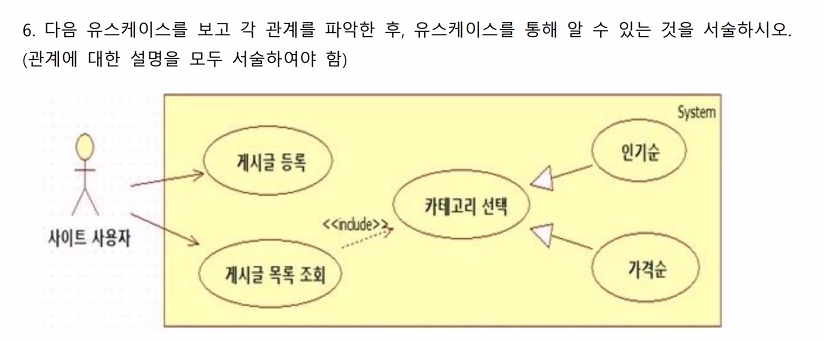 6. 다음 유스케이스를 보고 각 관계를 파악한 후, 유스케이스를 통해 알 수 있는 것을 서술하시오.
(관계에 대한 설명을 모두 서술하여야 함)
System
게시글 등록
인기순
카테고리 선택
<<include>>
사이트 사용자
게시글 목록 조회
가격순